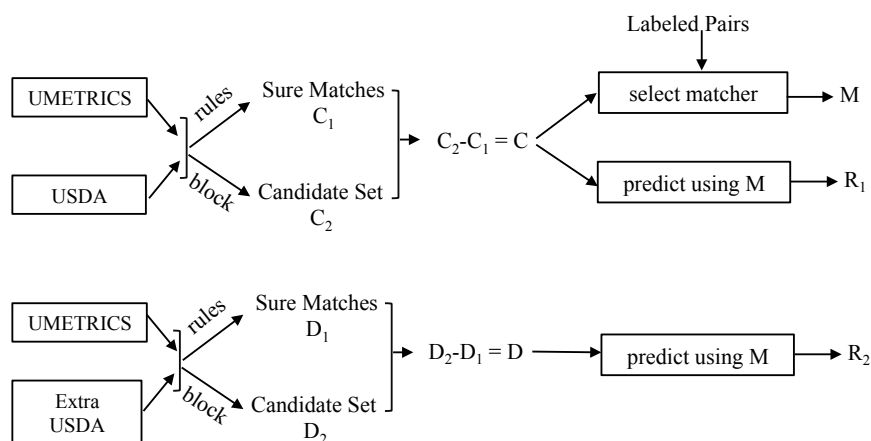 Labeled Pairs
UMETRICS
rules
Sure Matches
C1
select matcher
M
C2-C1 = C
USDA
block
Candidate Set
C2
predict using M
R1
UMETRICS
rules
Sure Matches
D1
D2-D1 = D
predict using M
R2
Extra
USDA
block
Candidate Set
D2